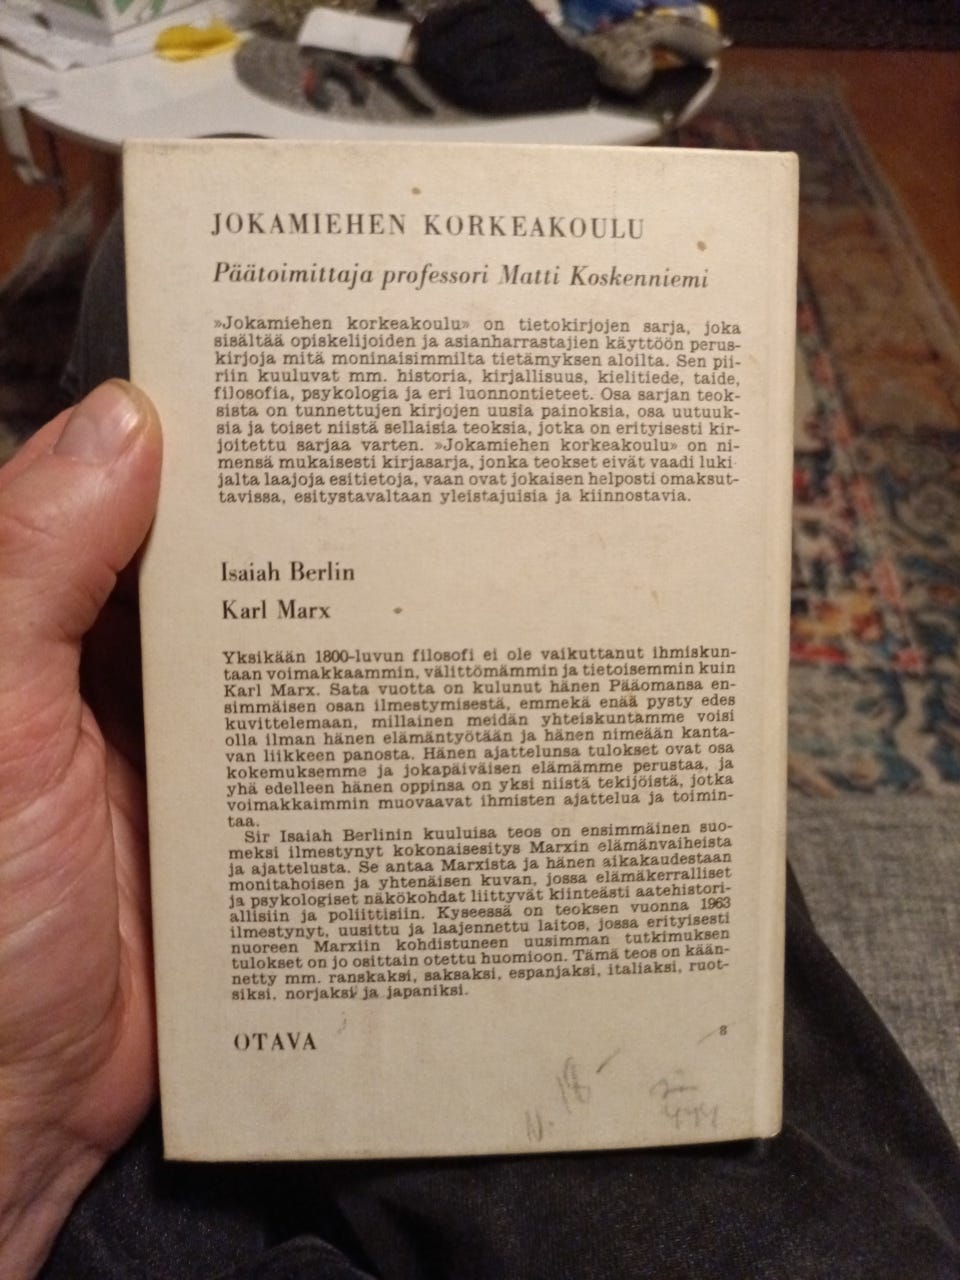 JOKAMIEHEN KORKEAKOULU
Päätoimittaja professori Matti Koskenniemi
»Jokamiehen korkeakoulu» on tietokirjojen sarja, joka
sisältää opiskelijoiden ja asianharrastajien käyttöön perus-
kirjoja mitä moninaisimmilta tietämyksen aloilta. Sen pii-
riin kuuluvat mm. historia, kirjallisuus, kielitiede, taide,
filosofia, psykologia ja eri luonnontieteet. Osa sarjan teok-
sista on tunnettujen kirjojen uusia painoksia, osa uutuuk-
sia ja toiset niistä sellaisia teoksia, jotka on erityisesti kir-
joitettu sarjaa varten. »Jokamiehen korkeakoulu» on ni-
mensä mukaisesti kirjasarja, jonka teokset eivät vaadi luki-
jalta laajoja esitietoja, vaan ovat jokaisen helposti omaksut-
tavissa, esitystavaltaan yleistajuisia ja kiinnostavia.
Isaiah Berlin
Karl Marx
Yksikään 1800-luvun filosofi ei ole vaikuttanut ihmiskun-
taan voimakkaammin, välittömämmin ja tietoisemmin kuin
Karl Marx. Sata vuotta on kulunut hänen Pääomansa en-
simmäisen osan ilmestymisestä, emmekä enää pysty edes
kuvittelemaan, millainen meidän yhteiskuntamme voisi
olla ilman hänen elämäntyötään ja hänen nimeään kanta-
van liikkeen panosta. Hänen ajattelunsa tulokset ovat osa
kokemuksemme ja jokapäiväisen elämämme perustaa, ja
yhä edelleen hänen oppinsa on yksi niistä tekijöistä, jotka
voimakkaimmin muovaavat ihmisten ajattelua ja toimin-
taa.
Sir Isaiah Berlinin kuuluisa teos on ensimmäinen suo-
meksi ilmestynyt kokonaisesitys Marxin elämänvaiheista
ja ajattelusta. Se antaa Marxista ja hänen aikakaudestaan
monitahoisen ja yhtenäisen kuvan, jossa elämäkerralliset
ja psykologiset näkökohdat liittyvät kiinteästi aatehistori-
allisiin ja poliittisiin. Kyseessä on teoksen vuonna 1963
ilmestynyt, uusittu ja laajennettu laitos, jossa erityisesti
nuoreen Marxiin kohdistuneen uusimman tutkimuksen
tulokset on jo osittain otettu huomioon. Tämä teos on kään-
netty mm. ranskaksi, saksaksi, espanjaksi, italiaksi, ruot-
siksi, norjaksi ja japaniksi.
OTAVA
8